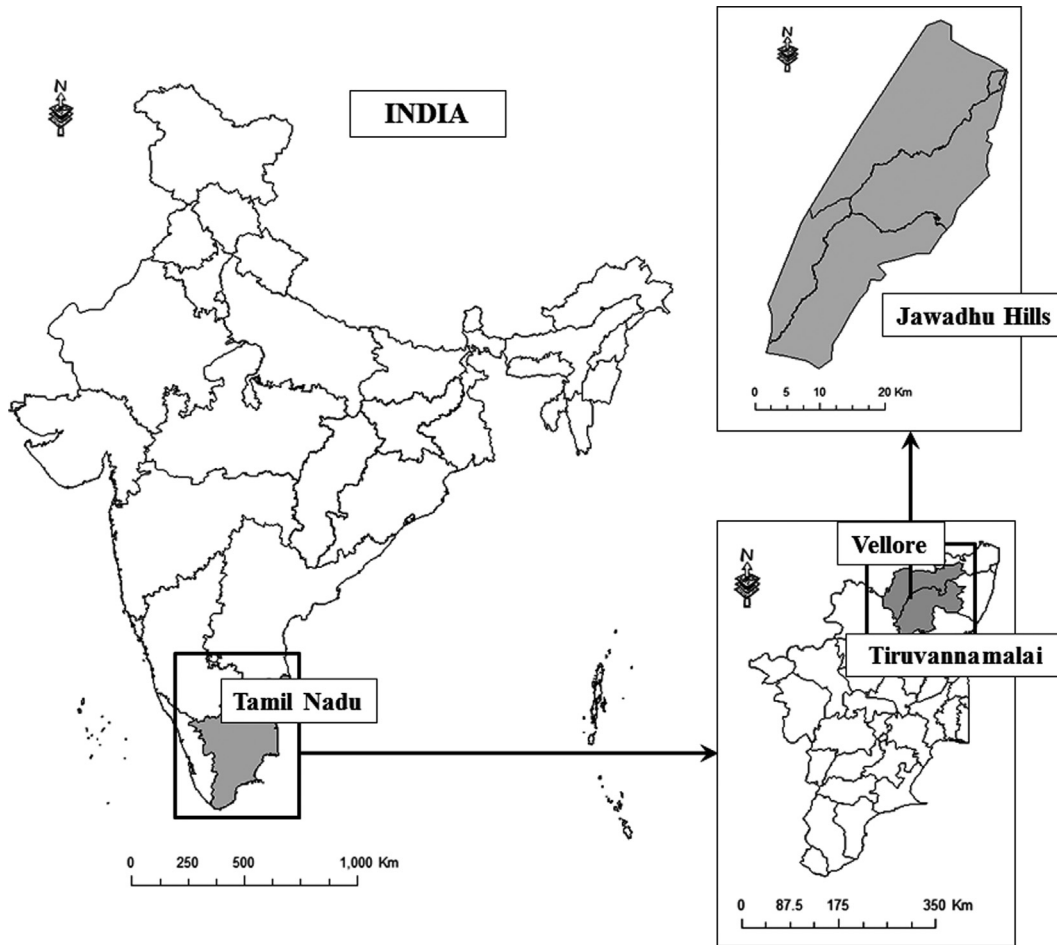 N
INDIA
Tamil Nadu
0 250 500 1,000 Km
N
Jawadhu Hills
0 5 10 20 Km
N
Vellore
Tiruvannamalai
0 87.5 175 350 Km